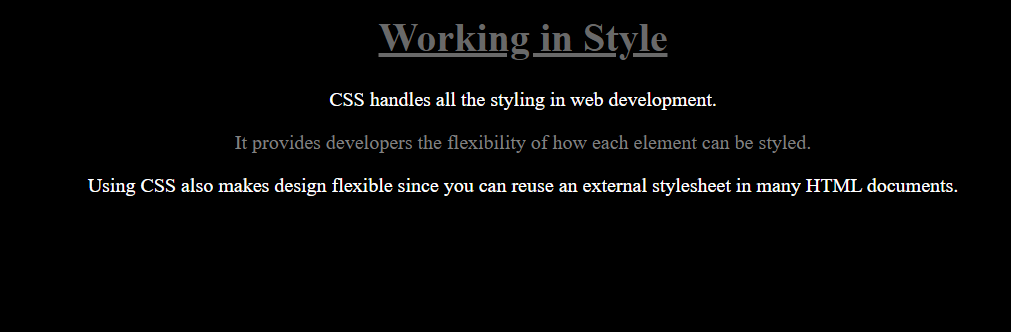 Working in Style
CSS handles all the styling in web development.
It provides developers the flexibility of how each element can be styled.
Using CSS also makes design flexible since you can reuse an external stylesheet in many HTML documents.